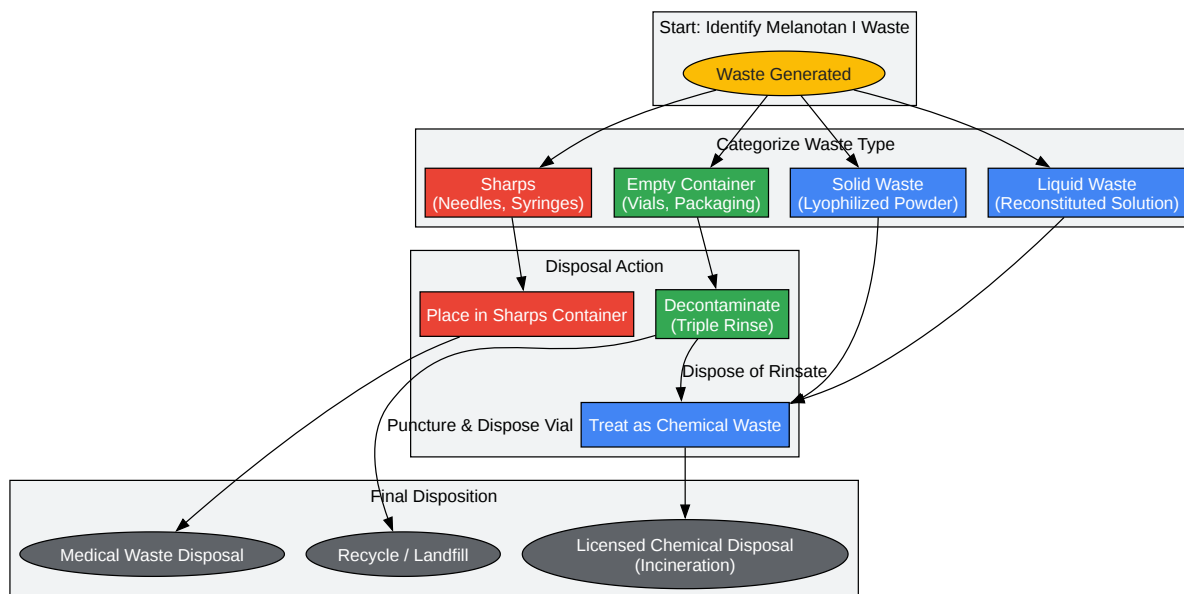 Start: Identify Melanotan I Waste
Waste Generated
Categorize Waste Type
Sharps
(Needles, Syringes)
Empty Container
(Vials, Packaging)
Solid Waste
(Lyophilized Powder)
Liquid Waste
(Reconstituted Solution)
Disposal Action
Place in Sharps Container
Decontaminate
(Triple Rinse)
Dispose of Rinsate
Puncture & Dispose Vial
Treat as Chemical Waste
Final Disposition
Medical Waste Disposal
Recycle / Landfill
Licensed Chemical Disposal
(Incineration)